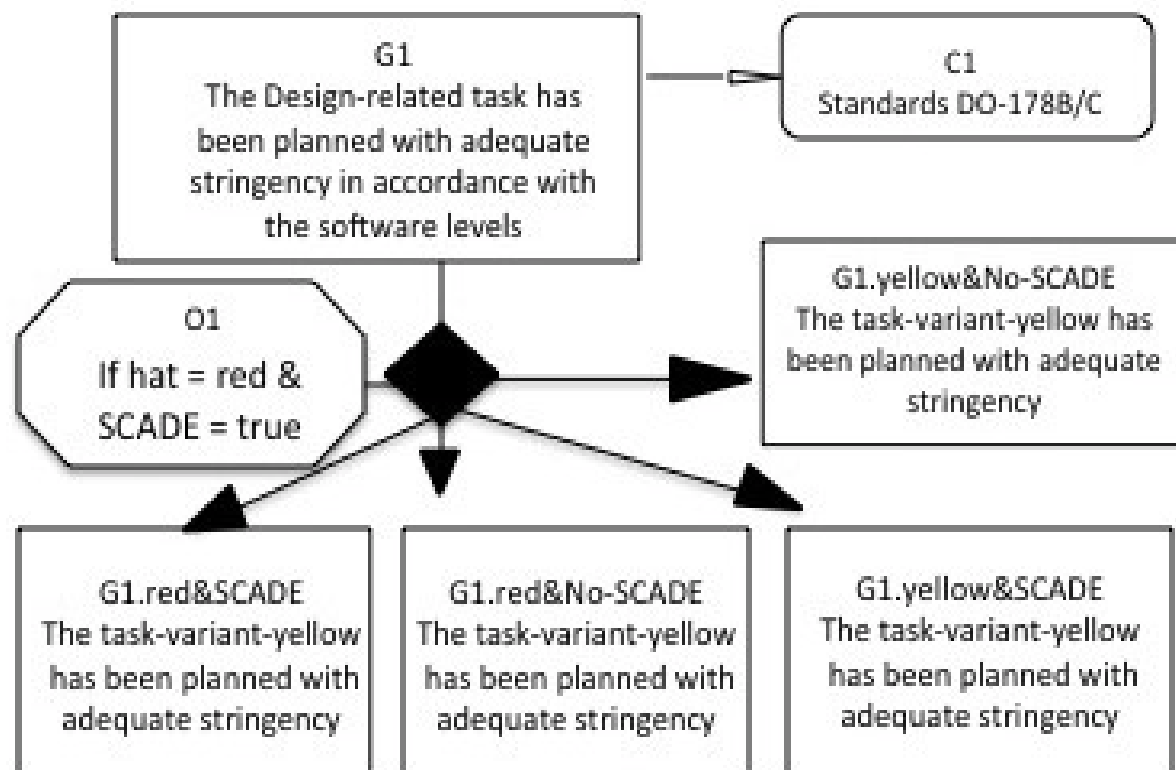 G1
The Design-related task has
been planned with adequate
stringency in accordance with
the software levels
C1
Standards DO-178B/C
G1.yellow&No-SCADE
The task-variant-yellow has
been planned with adequate
stringency
O1
If hat = red &
SCADE = true
G1.red&SCADE
The task-variant-yellow
has been planned with
adequate stringency
G1.red&No-SCADE
The task-variant-yellow
has been planned with
adequate stringency
G1.yellow&SCADE
The task-variant-yellow
has been planned with
adequate stringency